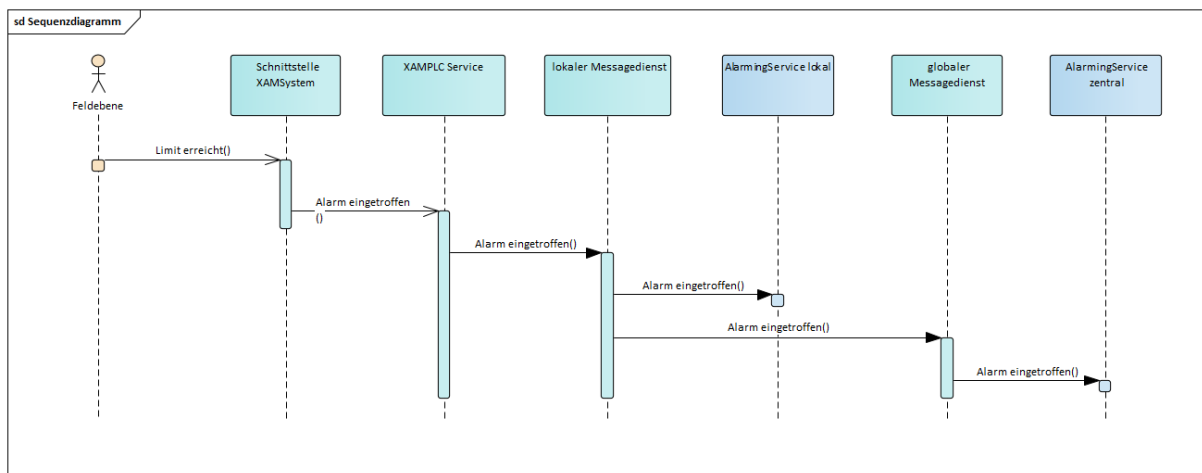 sd Sequenzdiagramm
Schnittstelle
XAMSystem
XAMPLC Service
lokaler Messagedienst
AlarmingService lokal
globaler
Messagedienst
AlarmingService
zentral
Feldebene
Limit erreicht()
Alarm eingetroffen
()
Alarm eingetroffen()
Alarm eingetroffen()
Alarm eingetroffen()
Alarm eingetroffen()